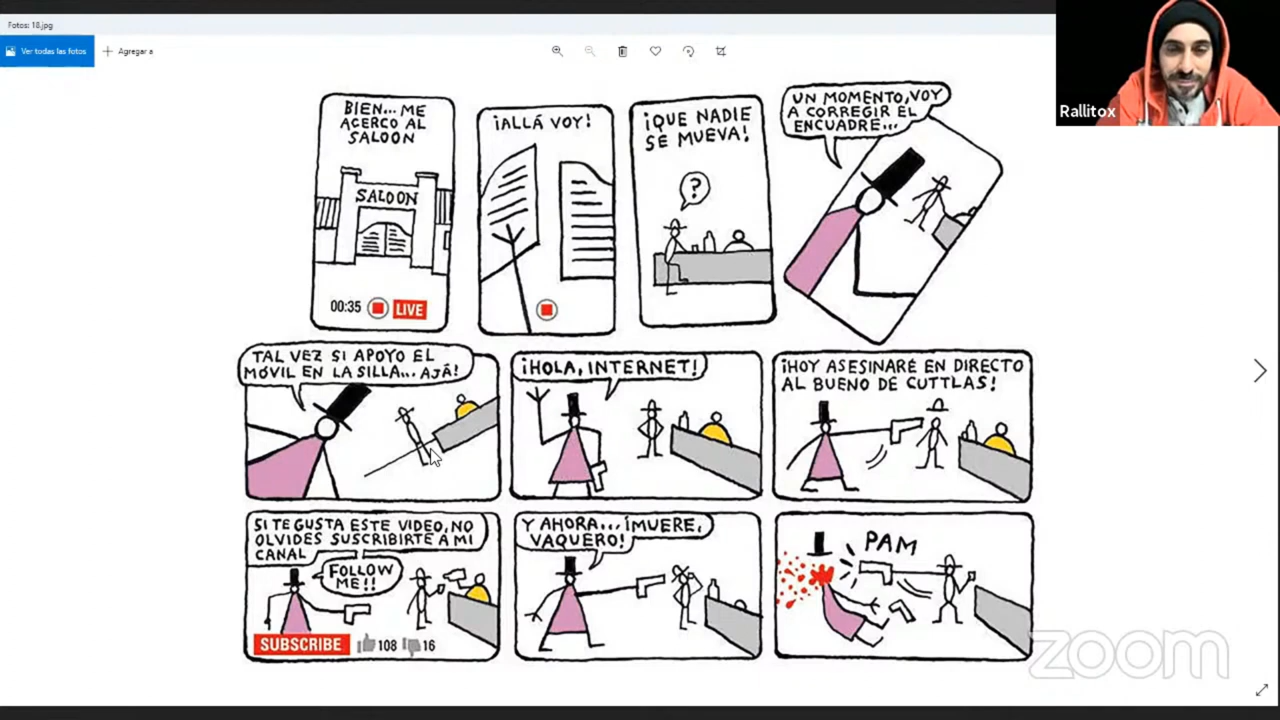 Fotos: 18.jpg
Ver todas las fotos
Agregar a
Rallitox
BIEN... ME
ACERCO AL
SALOON
SALOON
00:35
LIVE
¡ALLÁ VOY!
¡QUE NADIE
SE MUEVA!
?
UN MOMENTO, VOY
A CORREGIR EL
ENCUADRE...
TAL VEZ SI APOYO EL
MÓVIL EN LA SILLA... AJÁ!
¡HOLA, INTERNET!
¡HOY ASESINARÉ EN DIRECTO
AL BUENO DE CUTTLAS!
SI TE GUSTA ESTE VIDEO, NO
OLVIDES SUSCRIBIRTE A MI
CANAL
FOLLOW
ME!!
SUBSCRIBE 108 16
Y AHORA... ¡MUERE,
VAQUERO!
PAM
zoom